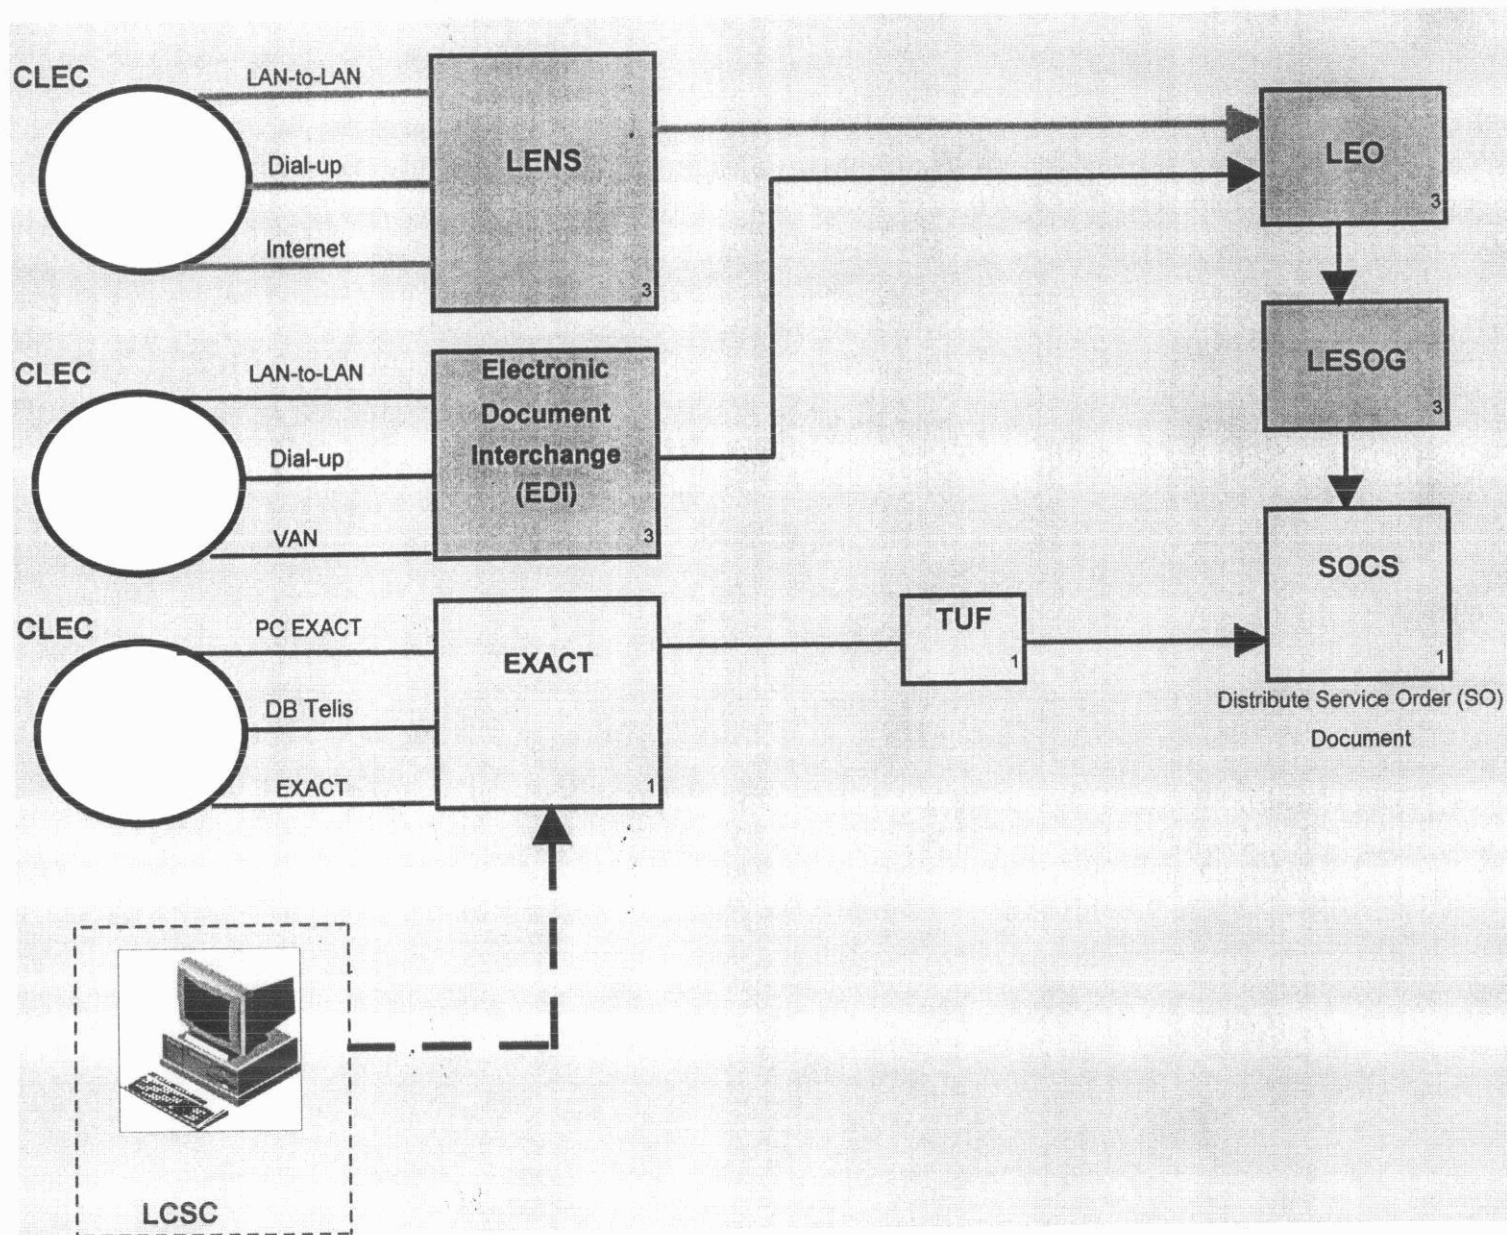 CLEC
LAN-to-LAN
Dial-up
Internet
LENS
3
LEO
3
LESOG
3
CLEC
LAN-to-LAN
Dial-up
VAN
Electronic
Document
Interchange
(EDI)
3
SOCS
1
Distribute Service Order (SO)
Document
CLEC
PC EXACT
DB Telis
EXACT
EXACT
1
TUF
1
LCSC